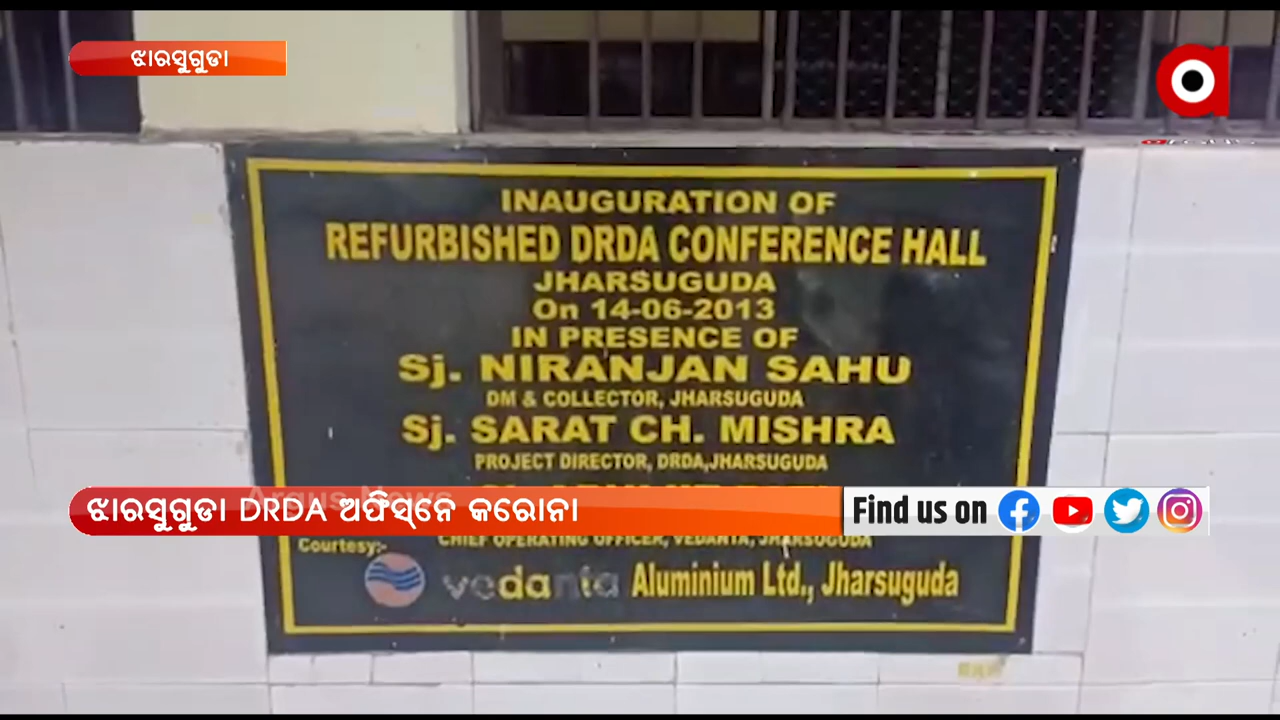 ଝାରସୁଗୁଡା
INAUGURATION OF
REFURBISHED DRDA CONFERENCE HALL
JHARSUGUDA
On 14-06-2013
IN PRESENCE OF
Sj. NIRANJAN SAHU
DM & COLLECTOR, JHARSUGUDA
Sj. SARAT CH. MISHRA
PROJECT DIRECTOR, DRDA, JHARSUGUDA
Argus News
ଝାରସୁଗୁଡା DRDA ଅଫିସ୍‌ନେ କରୋନା
Find us on
CHIEF OPERATING OFFICER, VEDANTA, JHARSUGUDA
Courtesy:-
vedanta Aluminium Ltd., Jharsuguda